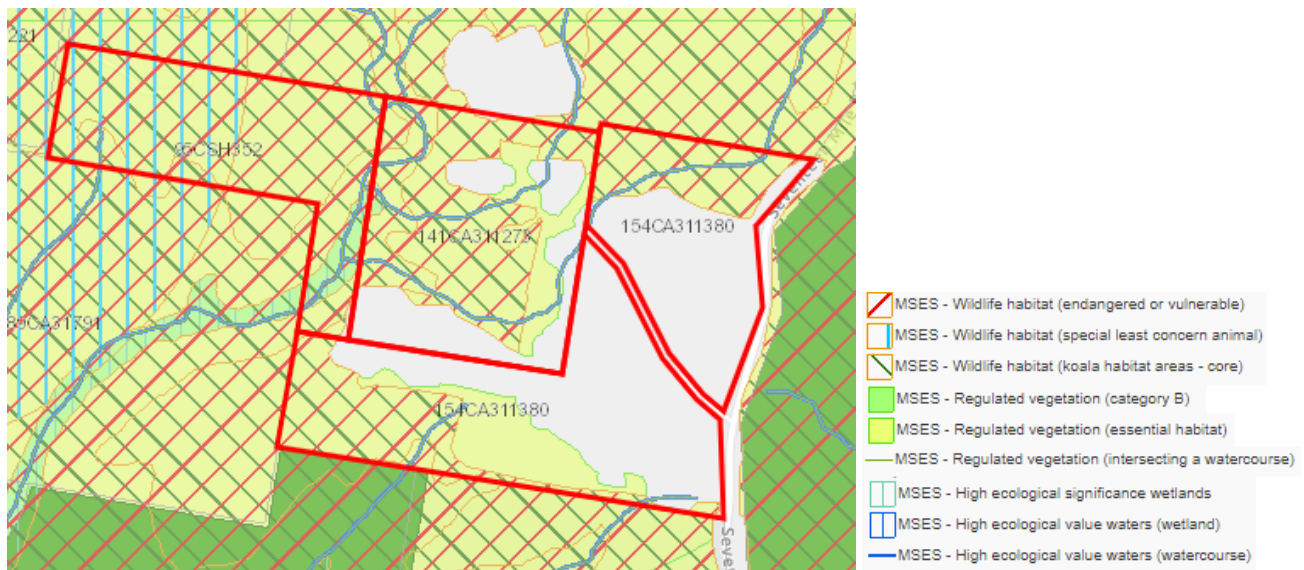 221
95CSH352
141CA311273
154CA311380
154CA311380
MSES - Wildlife habitat (endangered or vulnerable)
MSES - Wildlife habitat (special least concern animal)
MSES - Wildlife habitat (koala habitat areas - core)
MSES - Regulated vegetation (category B)
MSES - Regulated vegetation (essential habitat)
MSES - Regulated vegetation (intersecting a watercourse)
MSES - High ecological significance wetlands
MSES - High ecological value waters (wetland)
MSES - High ecological value waters (watercourse)